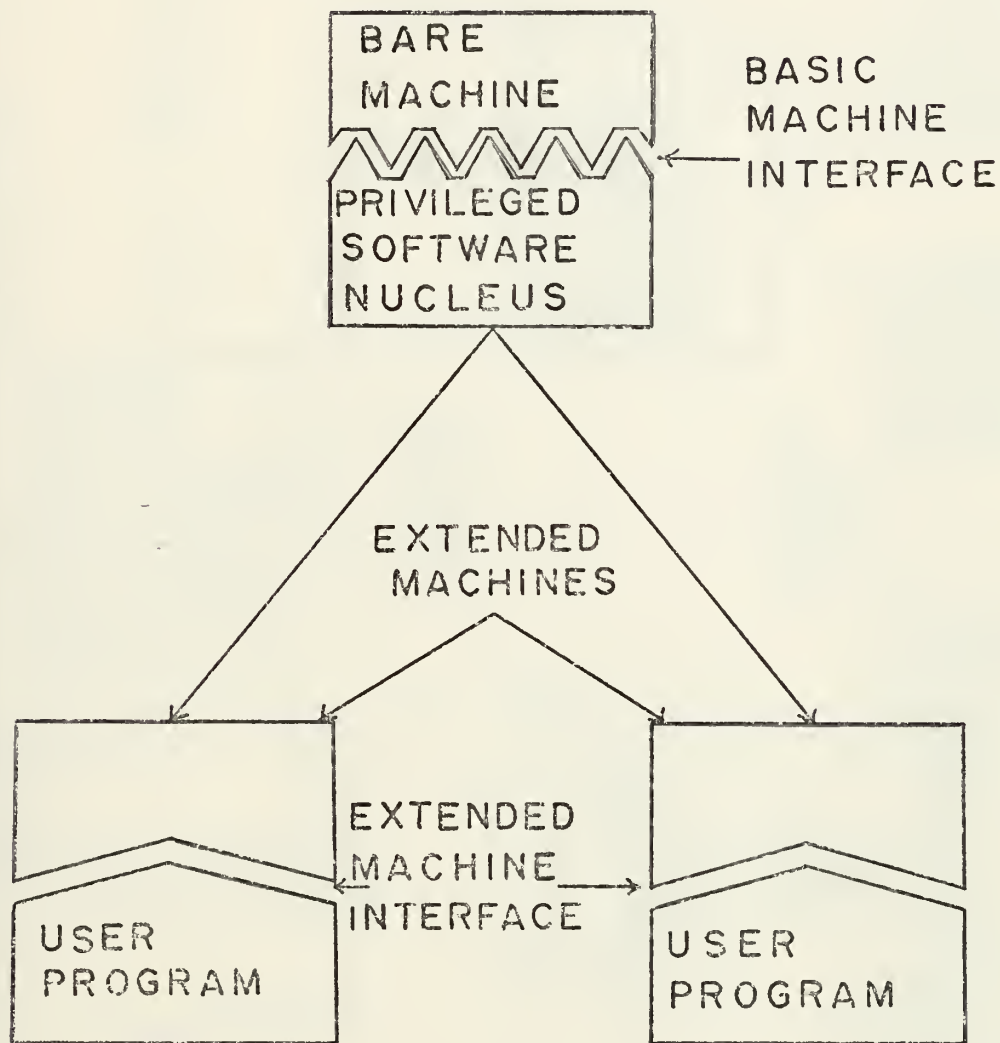 BARE
MACHINE
BASIC
MACHINE
INTERFACE
PRIVILEGED
SOFTWARE
NUCLEUS
EXTENDED
MACHINES
EXTENDED
MACHINE
INTERFACE
USER
PROGRAM
USER
PROGRAM